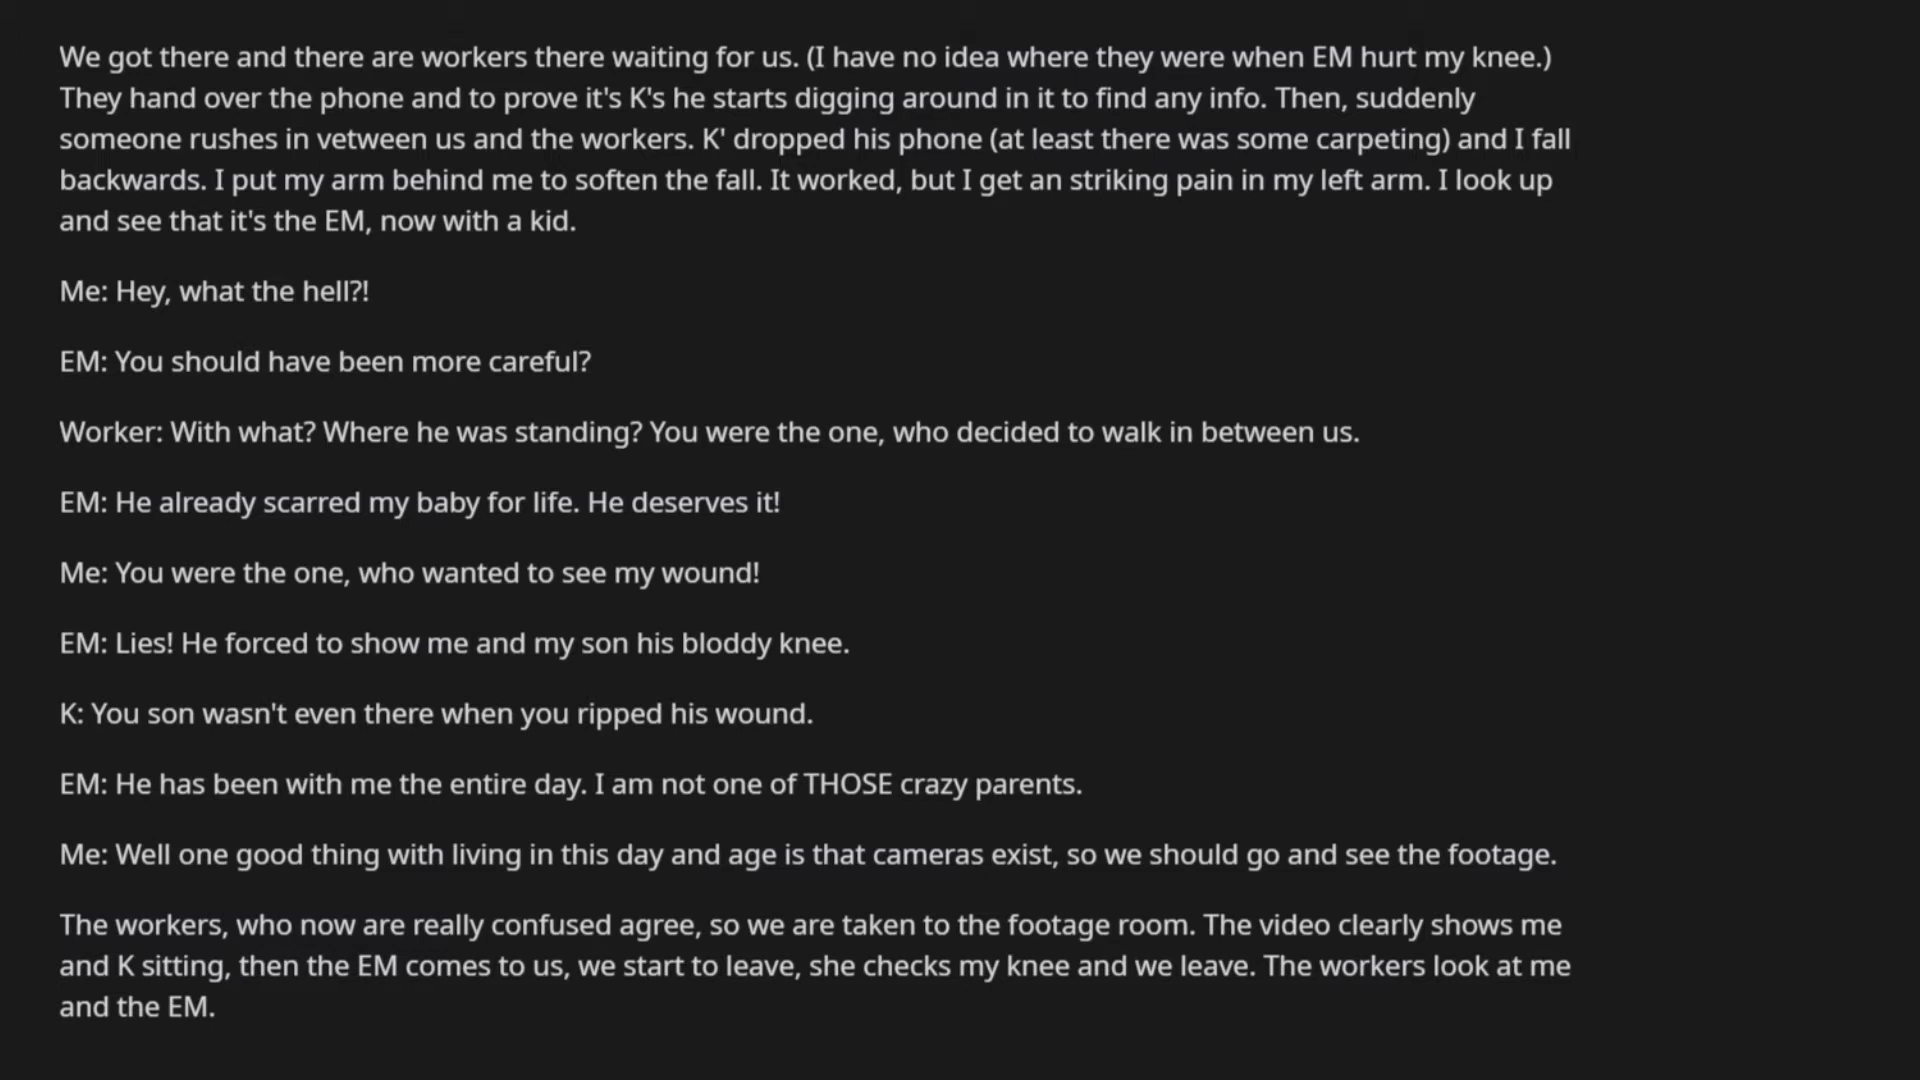 We got there and there are workers there waiting for us. (I have no idea where they were when EM hurt my knee.)
They hand over the phone and to prove it's K's he starts digging around in it to find any info. Then, suddenly
someone rushes in vetween us and the workers. K' dropped his phone (at least there was some carpeting) and I fall
backwards. I put my arm behind me to soften the fall. It worked, but I get an striking pain in my left arm. I look up
and see that it's the EM, now with a kid.
Me: Hey, what the hell?!
EM: You should have been more careful?
Worker: With what? Where he was standing? You were the one, who decided to walk in between us.
EM: He already scarred my baby for life. He deserves it!
Me: You were the one, who wanted to see my wound!
EM: Lies! He forced to show me and my son his bloddy knee.
K: You son wasn't even there when you ripped his wound.
EM: He has been with me the entire day. I am not one of THOSE crazy parents.
Me: Well one good thing with living in this day and age is that cameras exist, so we should go and see the footage.
The workers, who now are really confused agree, so we are taken to the footage room. The video clearly shows me
and K sitting, then the EM comes to us, we start to leave, she checks my knee and we leave. The workers look at me
and the EM.